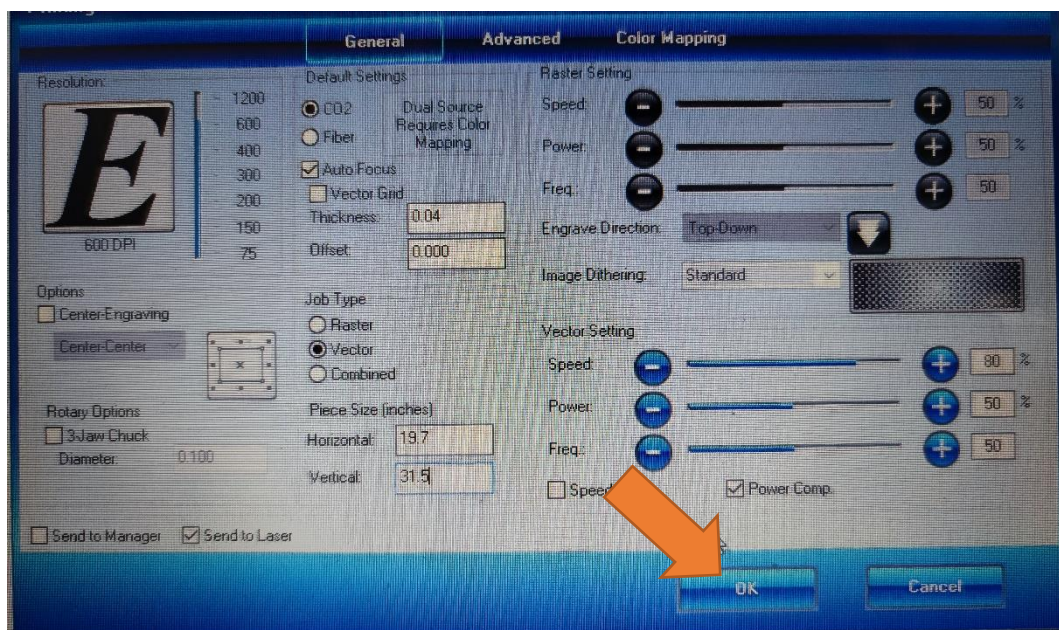 General
Advanced
Color Mapping
Resolution:
1200
600
400
300
200
150
75
600 DPI
Options
Center-Engraving
Center-Center
Rotary Options
3-Jaw Chuck
Diameter: 0.100
Send to Manager
Send to Laser
Default Settings
CO2
Fiber
Dual Source
Requires Color
Mapping
Auto Focus
Vector Grid
Thickness: 0.04
Offset: 0.000
Job Type
Raster
Vector
Combined
Piece Size (inches)
Horizontal: 19.7
Vertical: 31.5
Raster Setting
Speed: 50 %
Power: 50 %
Freq.: 50
Engrave Direction: Top-Down
Image Dithering: Standard
Vector Setting
Speed: 80 %
Power: 50 %
Freq.: 50
Speed
Power Comp.
OK
Cancel
E